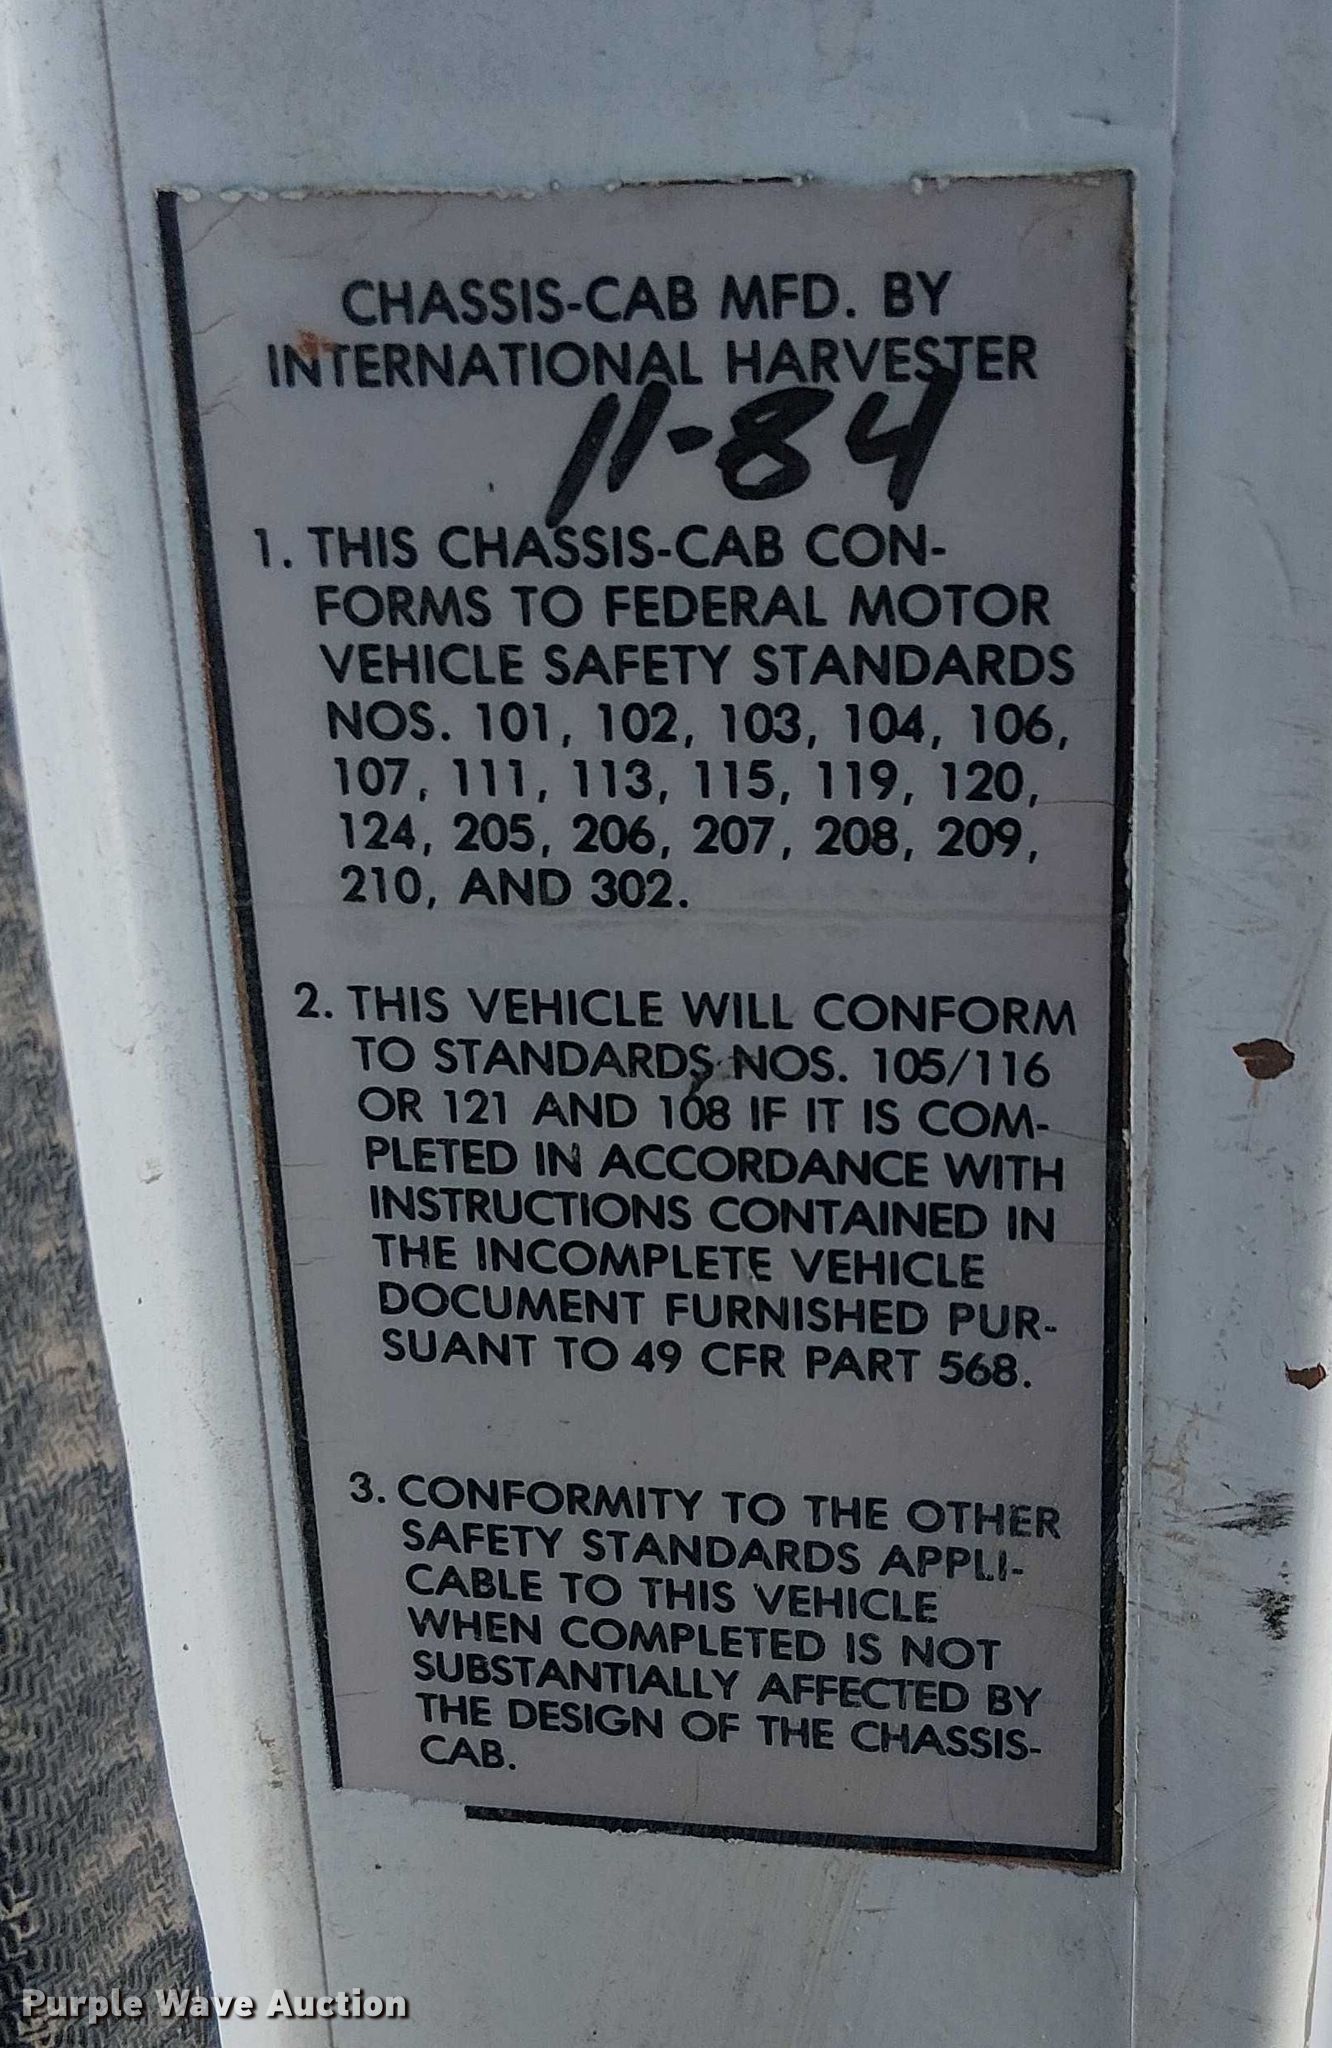 CHASSIS-CAB MFD. BY
INTERNATIONAL HARVESTER
11-84
1. THIS CHASSIS-CAB CON-
FORMS TO FEDERAL MOTOR
VEHICLE SAFETY STANDARDS
NOS. 101, 102, 103, 104, 106,
107, 111, 113, 115, 119, 120,
124, 205, 206, 207, 208, 209,
210, AND 302.
2. THIS VEHICLE WILL CONFORM
TO STANDARDS NOS. 105/116
OR 121 AND 108 IF IT IS COM-
PLETED IN ACCORDANCE WITH
INSTRUCTIONS CONTAINED IN
THE INCOMPLETE VEHICLE
DOCUMENT FURNISHED PUR-
SUANT TO 49 CFR PART 568.
3. CONFORMITY TO THE OTHER
SAFETY STANDARDS APPLI-
CABLE TO THIS VEHICLE
WHEN COMPLETED IS NOT
SUBSTANTIALLY AFFECTED BY
THE DESIGN OF THE CHASSIS-
CAB.
Purple Wave Auction